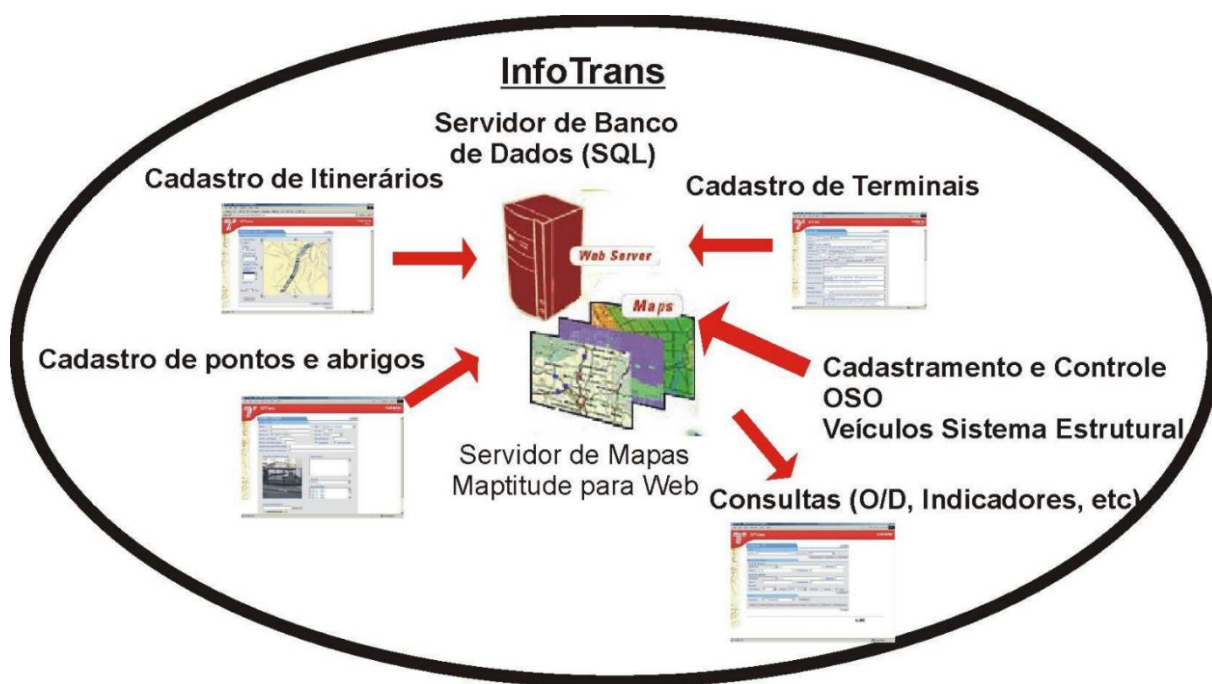 InfoTrans
Servidor de Banco
de Dados (SQL)
Cadastro de Itinerários
Cadastro de Terminais
Web Server
Maps
Cadastro de pontos e abrigos
Cadastramento e Controle
OSO
Veículos Sistema Estrutural
Servidor de Mapas
Maptitude para Web
Consultas (O/D, Indicadores, etc)